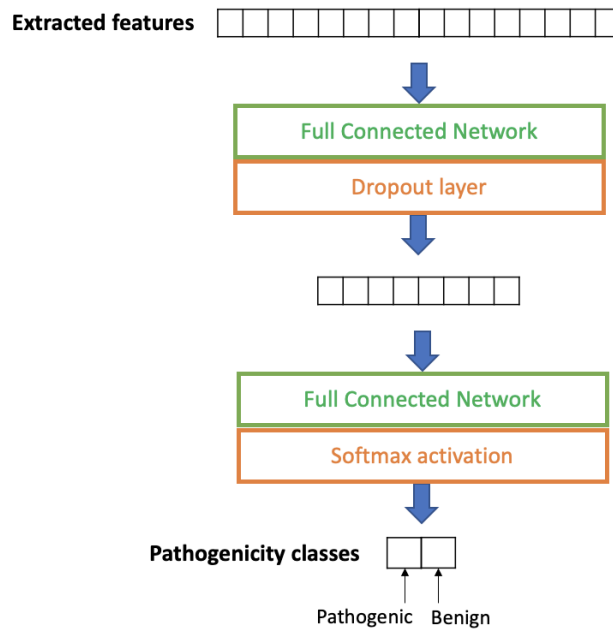 Extracted features
Full Connected Network
Dropout layer
Full Connected Network
Softmax activation
Pathogenicity classes
Pathogenic Benign